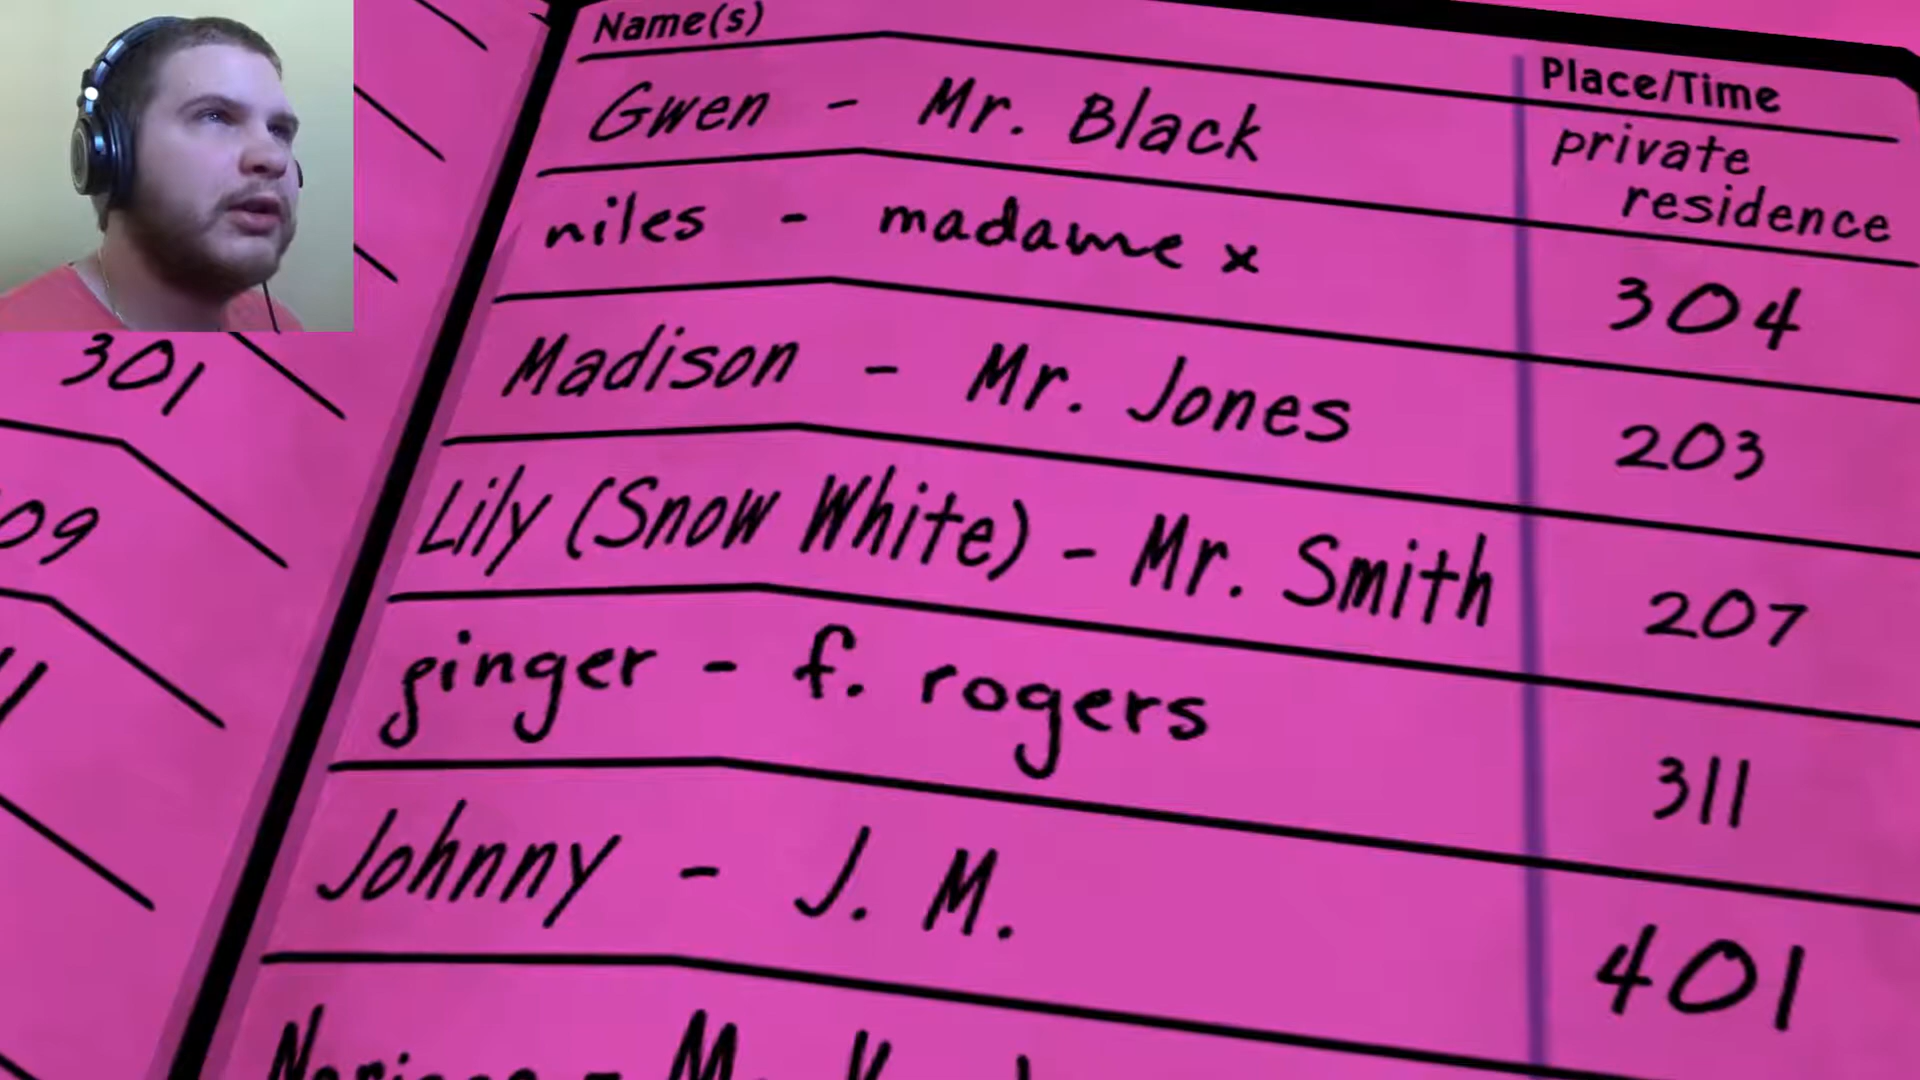 Name(s)
Place/Time
Gwen - Mr. Black
private
residence
niles - madame x
304
Madison - Mr. Jones
203
Lily (Snow White) - Mr. Smith
207
ginger - f. rogers
311
Johnny - J. M.
401
301
09